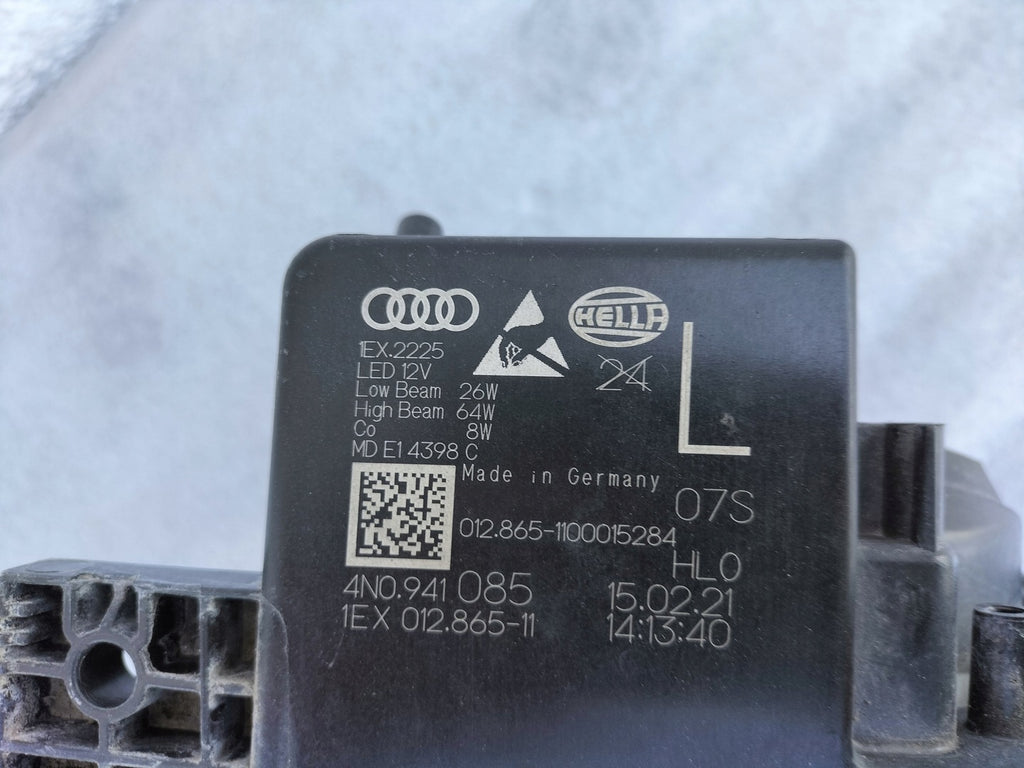 HELLA
1EX.2225
LED 12V
24
Low Beam 26W
High Beam 64W
Co 8W
MD E1 4398 C
L
Made in Germany
07S
012.865-1100015284
HLO
4N0.941 085
15.02.21
1EX 012.865-11
14:13:40